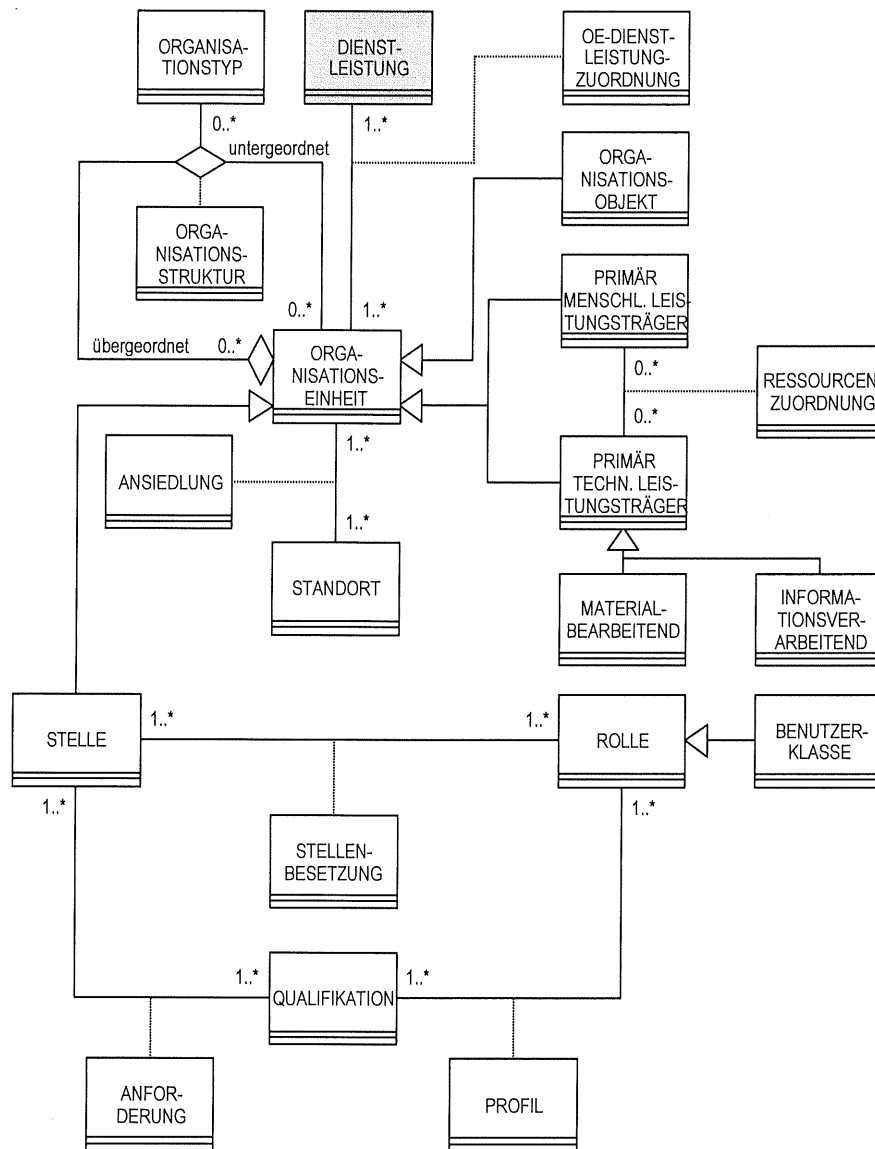 ORGANISA-
TIONSTYP
DIENST-
LEISTUNG
OE-DIENST-
LEISTUNG-
ZUORDNUNG
0..*
1..*
untergeordnet
ORGA-
NISATIONS-
OBJEKT
ORGA-
NISATIONS-
STRUKTUR
PRIMÄR
MENSCHL. LEIS-
TUNGSTRÄGER
0..*
1..*
übergeordnet
0..*
ORGA-
NISATIONS-
EINHEIT
0..*
RESSOURCEN
ZUORDNUNG
0..*
1..*
ANSIEDLUNG
PRIMÄR
TECHN. LEIS-
TUNGSTRÄGER
1..*
STANDORT
MATERIAL-
BEARBEITEND
INFORMA-
TIONSVER-
ARBEITEND
STELLE
1..*
1..*
ROLLE
BENUTZER-
KLASSE
1..*
1..*
STELLEN-
BESETZUNG
1..*
QUALIFIKATION
1..*
ANFOR-
DERUNG
PROFIL